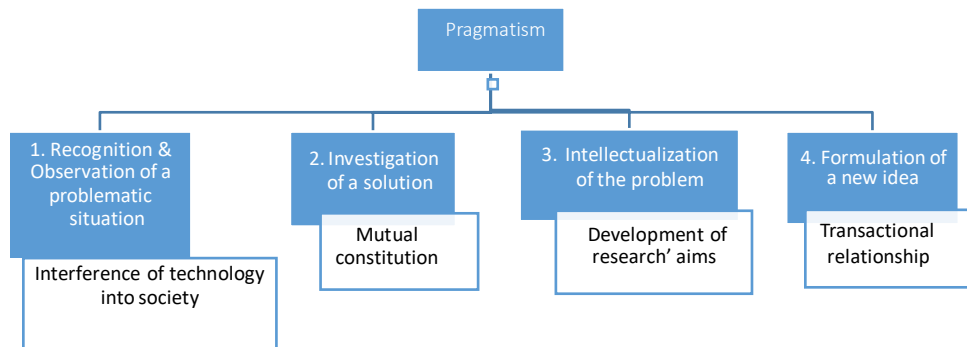 Pragmatism
1. Recognition &
Observation of a
problematic
situation
Interference of technology
into society
2. Investigation
of a solution
Mutual
constitution
3. Intellectualization
of the problem
Development of
research' aims
4. Formulation of
a new idea
Transactional
relationship